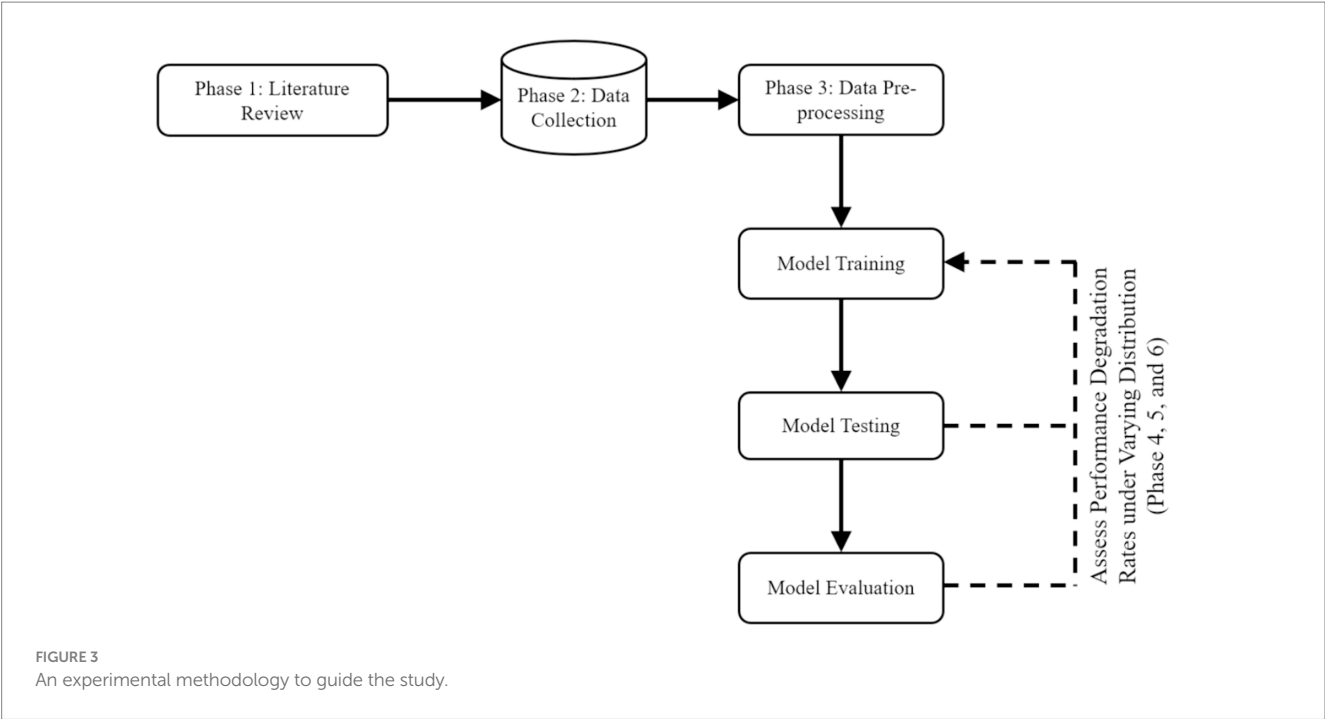 Phase 1: Literature
Review
Phase 2: Data
Collection
Phase 3: Data Pre-
processing
Model Training
Model Testing
Model Evaluation
Assess Performance Degradation
Rates under Varying Distribution
(Phase 4, 5, and 6)
FIGURE 3
An experimental methodology to guide the study.